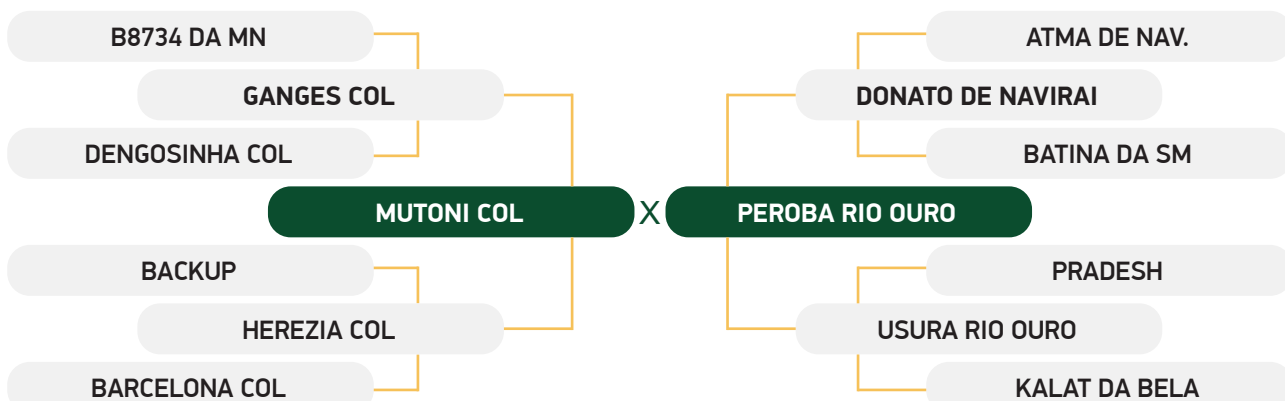 B8734 DA MN
ATMA DE NAV.
GANGES COL
DONATO DE NAVIRAI
DENGOSINHA COL
BATINA DA SM
MUTONI COL X PEROBA RIO OURO
BACKUP
PRADESH
HEREZIA COL
USURA RIO OURO
BARCELONA COL
KALAT DA BELA